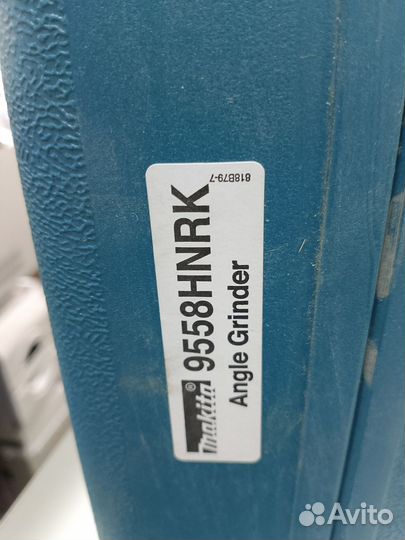 makita® 9558HNRK
Angle Grinder
818B79-7
Avito